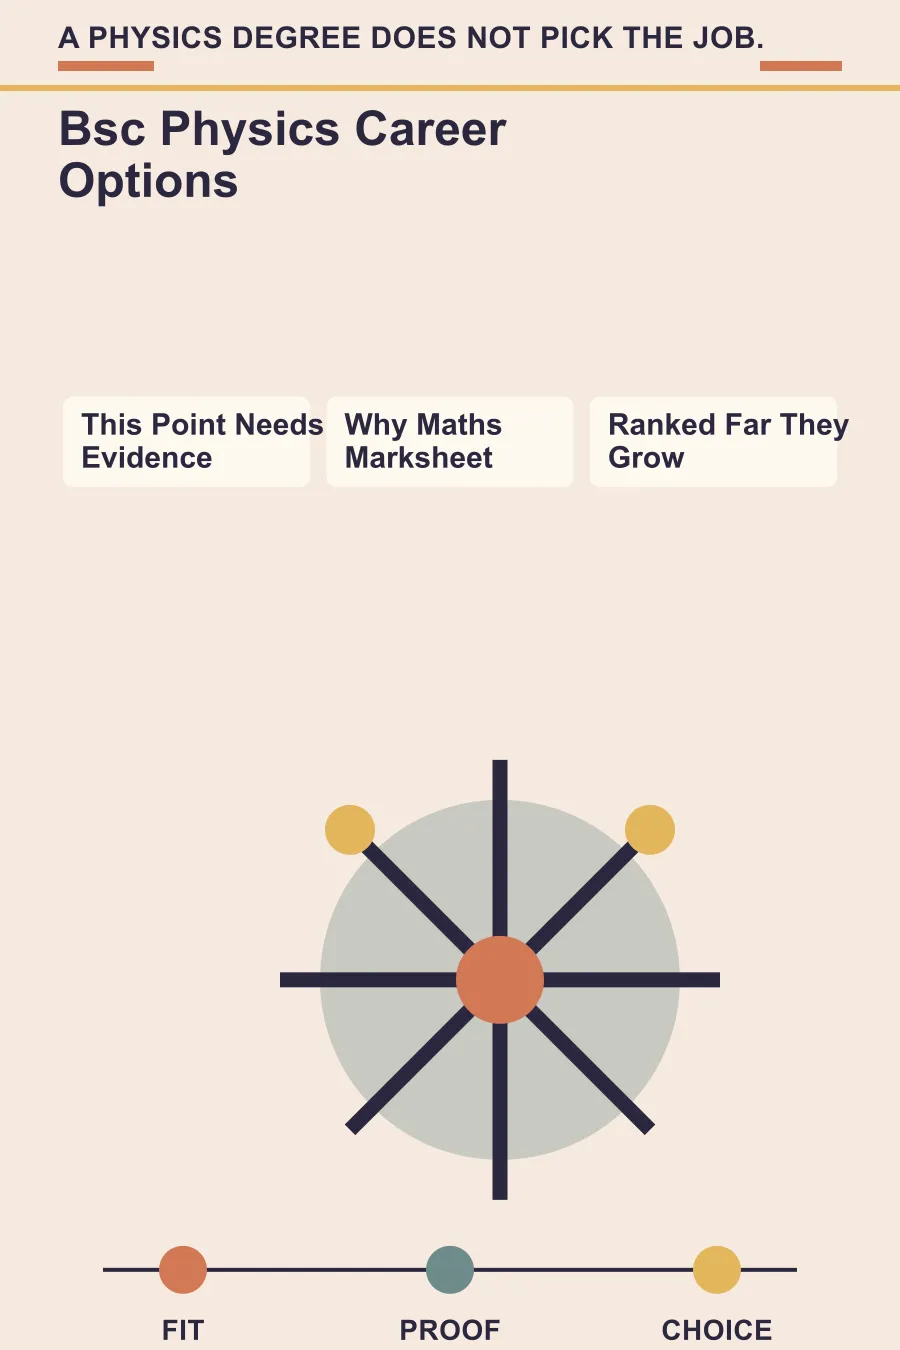 A PHYSICS DEGREE DOES NOT PICK THE JOB.
Bsc Physics Career
Options
This Point Needs
Evidence
Why Maths
Marksheet
Ranked Far They
Grow
FIT
PROOF
CHOICE